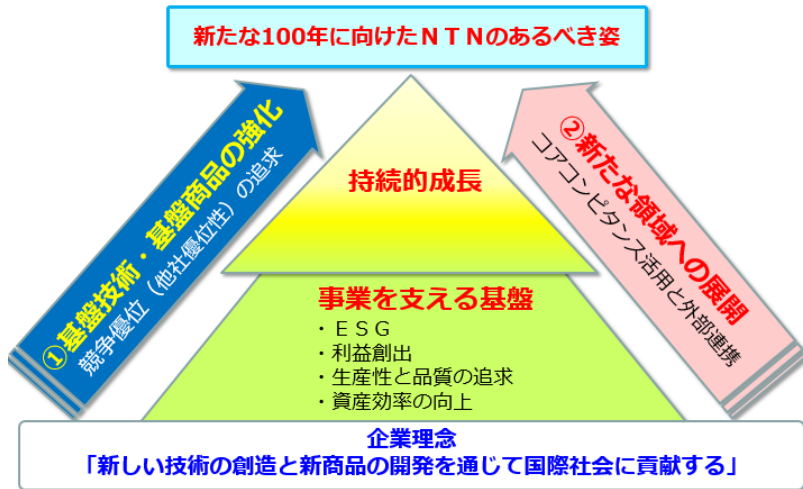 新たな100年に向けたＮＴＮのあるべき姿
①基盤技術・基盤商品の強化
競争優位（他社優位性）の追求
持続的成長
②新たな領域への展開
コアコンピタンス活用と外部連携
事業を支える基盤
・ＥＳＧ
・利益創出
・生産性と品質の追求
・資産効率の向上
企業理念
「新しい技術の創造と新商品の開発を通じて国際社会に貢献する」